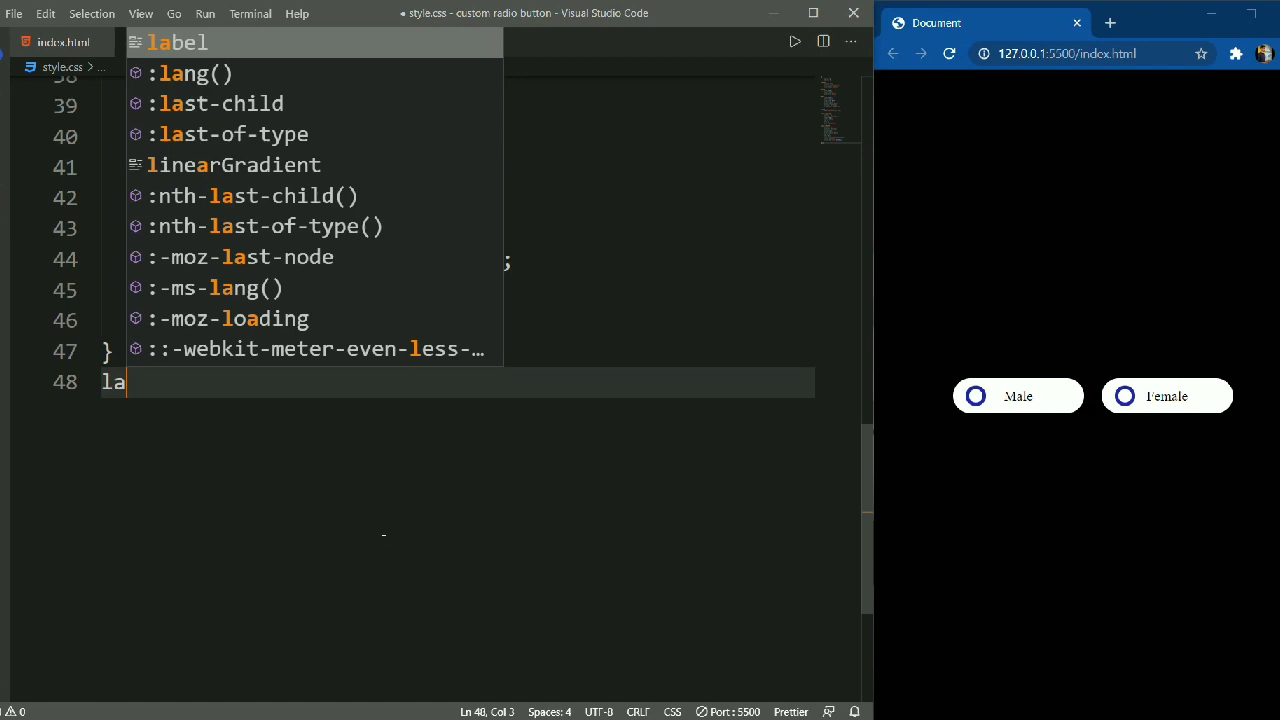 File Edit Selection View Go Run Terminal Help
● style.css - custom radio button - Visual Studio Code
Document
index.html
127.0.0.1:5500/index.html
style.css > ...
label
:lang()
:last-child
:last-of-type
linearGradient
:nth-last-child()
:nth-last-of-type()
:-moz-last-node
:-ms-lang()
:-moz-loading
::-webkit-meter-even-less-...
38
39
40
41
42
43
44 ;
45
46
47 }
48 la
Male Female
0 Ln 48, Col 3 Spaces: 4 UTF-8 CRLF CSS Port : 5500 Prettier